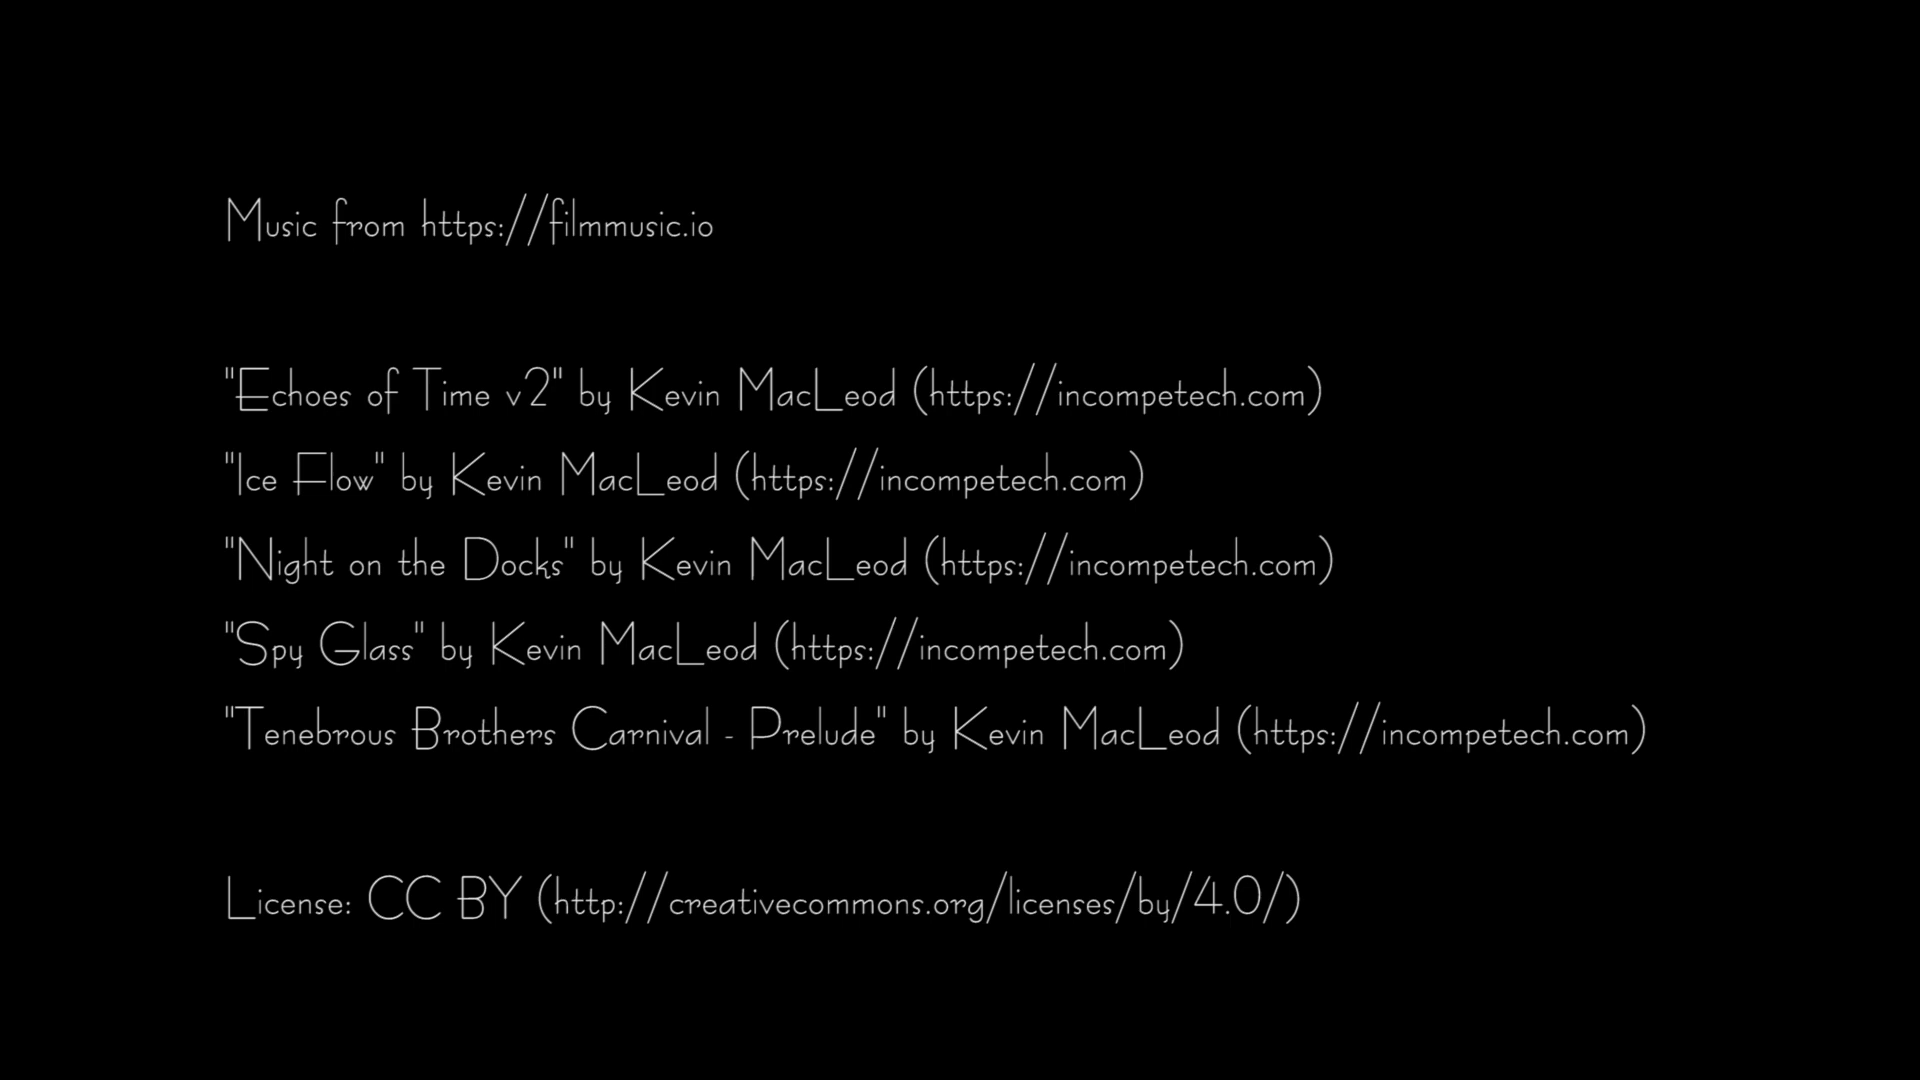 Music from https://filmmusic.io
"Echoes of Time v2" by Kevin MacLeod (https://incompetech.com)
"Ice Flow" by Kevin MacLeod (https://incompetech.com)
"Night on the Docks" by Kevin MacLeod (https://incompetech.com)
"Spy Glass" by Kevin MacLeod (https://incompetech.com)
"Tenebrous Brothers Carnival - Prelude" by Kevin MacLeod (https://incompetech.com)
License: CC BY (http://creativecommons.org/licenses/by/4.0/)